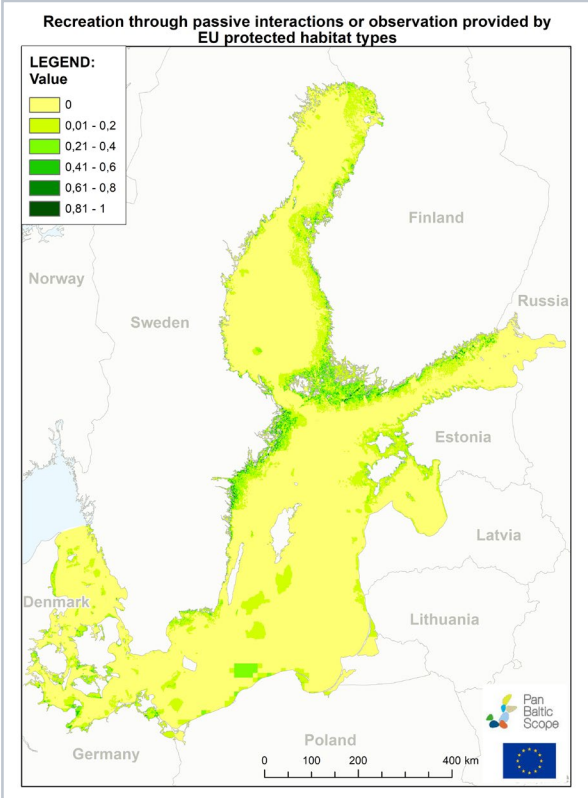 Recreation through passive interactions or observation provided by
EU protected habitat types
LEGEND:
Value
0
0,01 - 0,2
0,21 - 0,4
0,41 - 0,6
0,61 - 0,8
0,81 - 1
Finland
Norway
Russia
Sweden
Estonia
Latvia
Denmark
Lithuania
Pan
Baltic
Scope
Poland
Germany
0 100 200 400 km